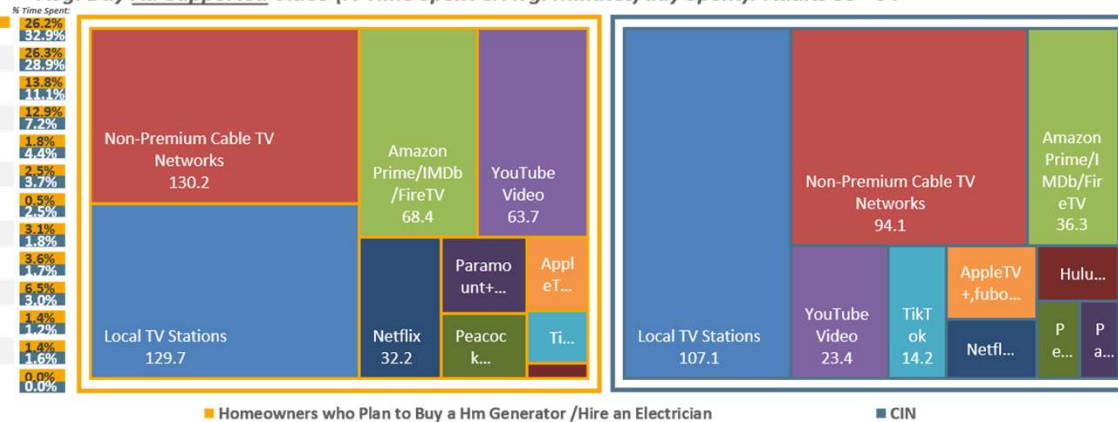 % Time Spent:
26.2%
32.9%
26.3%
28.9%
13.8%
11.1%
12.9%
7.2%
1.8%
4.4%
2.5%
3.7%
0.5%
2.5%
3.1%
1.8%
3.6%
1.7%
6.5%
3.0%
1.4%
1.2%
1.4%
1.6%
0.0%
0.0%
Non-Premium Cable TV
Networks
130.2
Local TV Stations
129.7
Amazon
Prime/IMDb
/FireTV
68.4
YouTube
Video
63.7
Netflix
32.2
Paramo
unt+...
Peacoc
k...
Appl
eT...
Ti...
Local TV Stations
107.1
Non-Premium Cable TV
Networks
94.1
Amazon
Prime/I
MDb/Fir
eTV
36.3
YouTube
Video
23.4
TikT
ok
14.2
AppleTV
+,fubo...
Netfl...
Hulu...
P
e...
P
a...
Homeowners who Plan to Buy a Hm Generator /Hire an Electrician
CIN